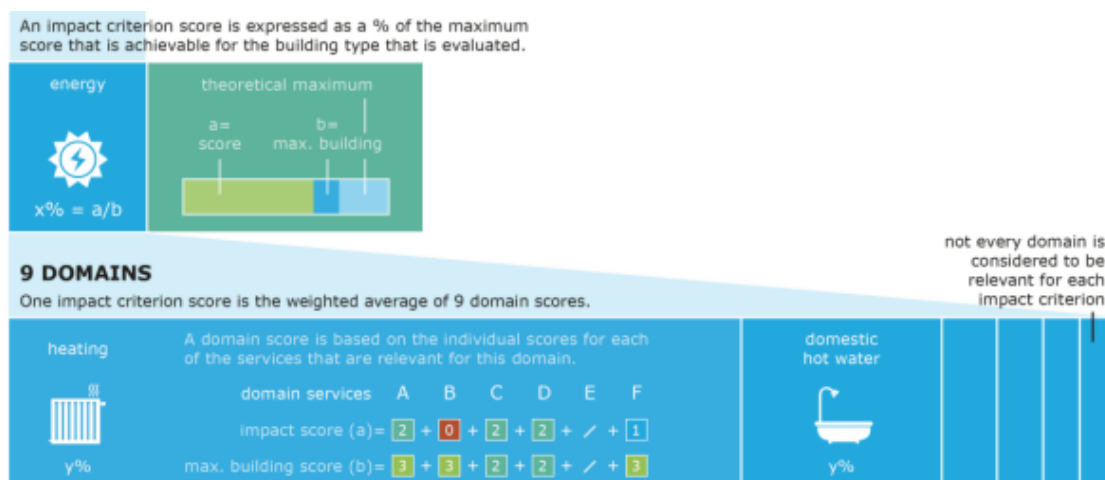 An impact criterion score is expressed as a % of the maximum
score that is achievable for the building type that is evaluated.
energy
x% = a/b
theoretical maximum
a=
score
b=
max. building
not every domain is
considered to be
relevant for each
impact criterion
9 DOMAINS
One impact criterion score is the weighted average of 9 domain scores.
heating
y%
A domain score is based on the individual scores for each
of the services that are relevant for this domain.
domain services A B C D E F
impact score (a)= 2 + 0 + 2 + 2 + / + 1
max. building score (b)= 3 + 3 + 2 + 2 + / + 3
domestic
hot water
y%